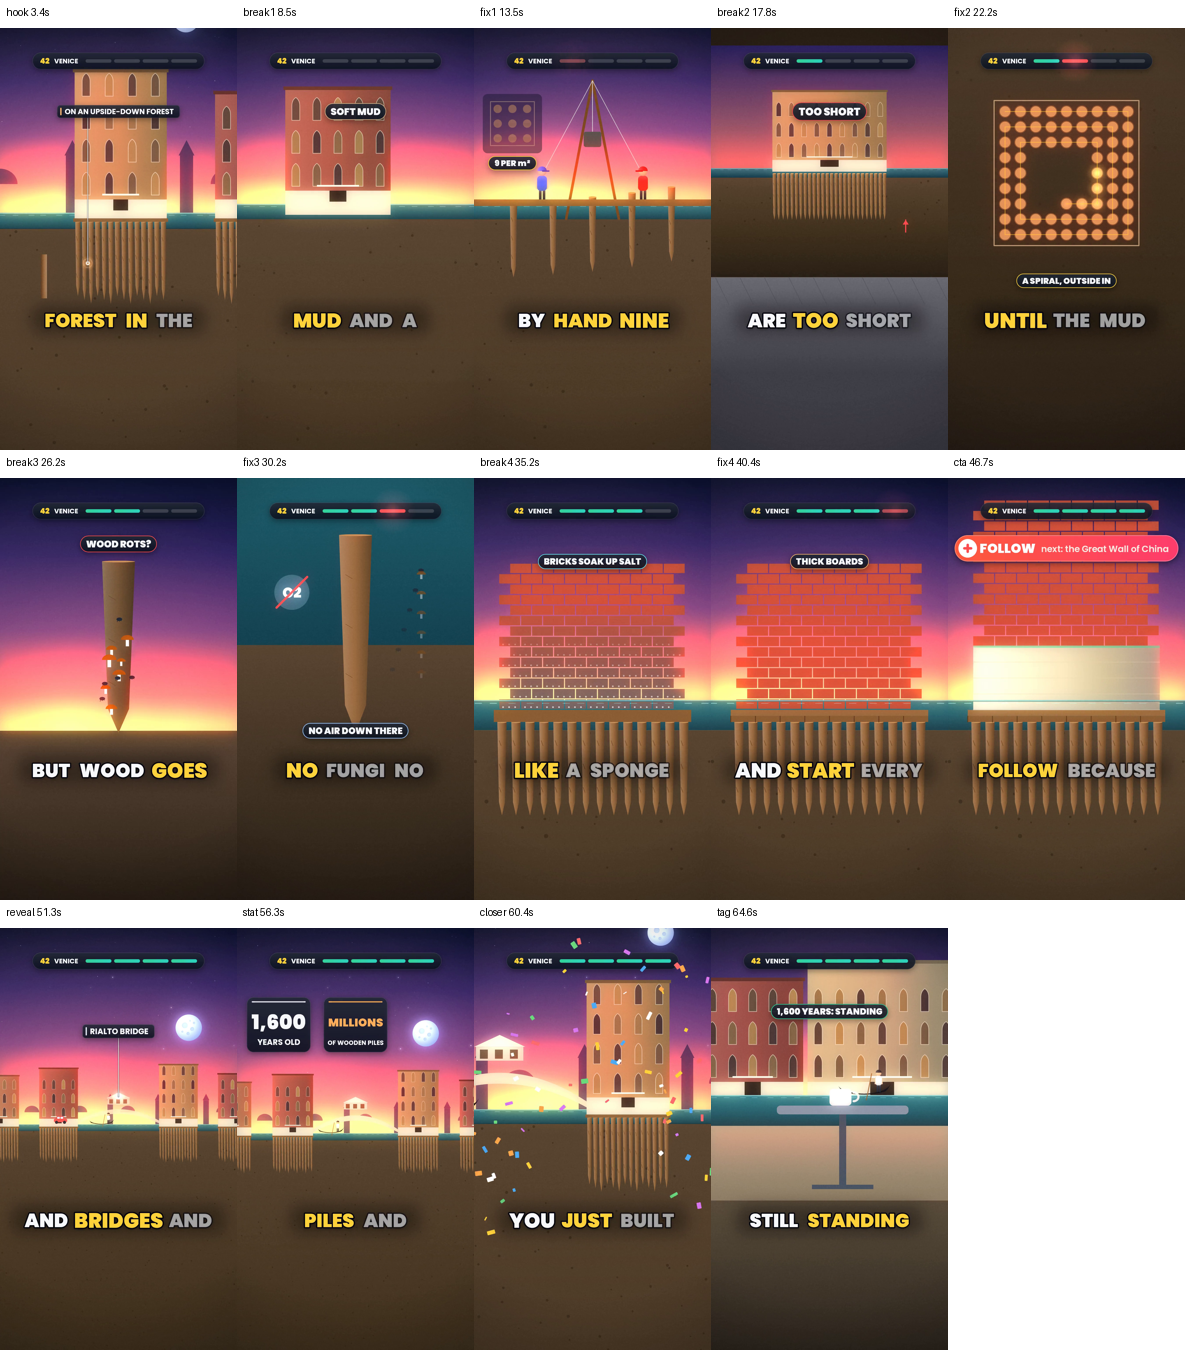 hook 3.4s
42 VENICE
ON AN UPSIDE-DOWN FOREST
FOREST IN THE
break1 8.5s
42 VENICE
SOFT MUD
MUD AND A
fix1 13.5s
42 VENICE
9 PER m²
BY HAND NINE
break2 17.8s
42 VENICE
TOO SHORT
ARE TOO SHORT
fix2 22.2s
42 VENICE
A SPIRAL, OUTSIDE IN
UNTIL THE MUD
break3 26.2s
42 VENICE
WOOD ROTS?
BUT WOOD GOES
fix3 30.2s
42 VENICE
O2
NO AIR DOWN THERE
NO FUNGI NO
break4 35.2s
42 VENICE
BRICKS SOAK UP SALT
LIKE A SPONGE
fix4 40.4s
42 VENICE
THICK BOARDS
AND START EVERY
cta 46.7s
42 VENICE
FOLLOW next: the Great Wall of China
FOLLOW BECAUSE
reveal 51.3s
42 VENICE
RIALTO BRIDGE
AND BRIDGES AND
stat 56.3s
42 VENICE
1,600
YEARS OLD
MILLIONS
OF WOODEN PILES
PILES AND
closer 60.4s
42 VENICE
YOU JUST BUILT
tag 64.6s
42 VENICE
1,600 YEARS: STANDING
STILL STANDING